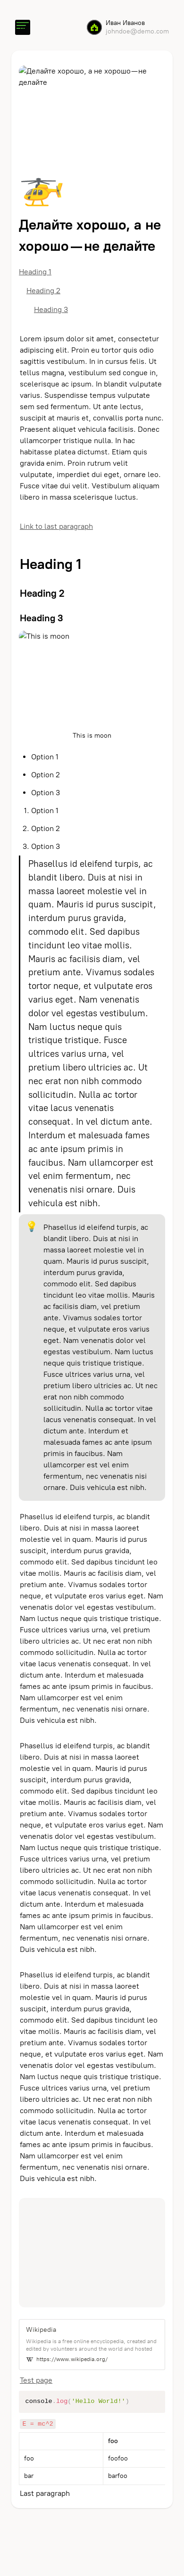 Иван Иванов
johndoe@demo.com
Делайте хорошо, а не — не
делайте
Делайте хорошо, а не
хорошо — не делайте
Heading 1
Heading 2
Heading 3
Lorem ipsum dolor sit amet, consectetur
adipiscing elit. Proin eu tortor quis odio
sagittis vestibulum. In in cursus felis. Ut
tellus magna, vestibulum sed congue in,
scelerisque ac ipsum. In blandit vulputate
varius. Suspendisse tempus vulputate
sem sed fermentum. Ut ante lectus,
suscipit at mauris et, convallis porta nunc.
Praesent aliquet vehicula facilisis. Donec
ullamcorper tristique nulla. In hac
habitasse platea dictumst. Etiam quis
gravida enim. Proin rutrum velit
vulputate, imperdiet dui eget, ornare leo.
Fusce vitae dui velit. Vestibulum aliquam
libero in massa scelerisque luctus.
Link to last paragraph
Heading 1
Heading 2
Heading 3
This is moon
This is moon
• Option 1
• Option 2
• Option 3
1. Option 1
2. Option 2
3. Option 3
Phasellus id eleifend turpis, ac
blandit libero. Duis at nisi in
massa laoreet molestie vel in
quam. Mauris id purus suscipit,
interdum purus gravida,
commodo elit. Sed dapibus
tincidunt leo vitae mollis.
Mauris ac facilisis diam, vel
pretium ante. Vivamus sodales
tortor neque, et vulputate eros
varius eget. Nam venenatis
dolor vel egestas vestibulum.
Nam luctus neque quis
tristique tristique. Fusce
ultrices varius urna, vel
pretium libero ultricies ac. Ut
nec erat non nibh commodo
sollicitudin. Nulla ac tortor
vitae lacus venenatis
consequat. In vel dictum ante.
Interdum et malesuada fames
ac ante ipsum primis in
faucibus. Nam ullamcorper est
vel enim fermentum, nec
venenatis nisi ornare. Duis
vehicula est nibh.
💡 Phasellus id eleifend turpis, ac
blandit libero. Duis at nisi in
massa laoreet molestie vel in
quam. Mauris id purus suscipit,
interdum purus gravida,
commodo elit. Sed dapibus
tincidunt leo vitae mollis. Mauris
ac facilisis diam, vel pretium
ante. Vivamus sodales tortor
neque, et vulputate eros varius
eget. Nam venenatis dolor vel
egestas vestibulum. Nam luctus
neque quis tristique tristique.
Fusce ultrices varius urna, vel
pretium libero ultricies ac. Ut nec
erat non nibh commodo
sollicitudin. Nulla ac tortor vitae
lacus venenatis consequat. In vel
dictum ante. Interdum et
malesuada fames ac ante ipsum
primis in faucibus. Nam
ullamcorper est vel enim
fermentum, nec venenatis nisi
ornare. Duis vehicula est nibh.
Phasellus id eleifend turpis, ac blandit
libero. Duis at nisi in massa laoreet
molestie vel in quam. Mauris id purus
suscipit, interdum purus gravida,
commodo elit. Sed dapibus tincidunt leo
vitae mollis. Mauris ac facilisis diam, vel
pretium ante. Vivamus sodales tortor
neque, et vulputate eros varius eget. Nam
venenatis dolor vel egestas vestibulum.
Nam luctus neque quis tristique tristique.
Fusce ultrices varius urna, vel pretium
libero ultricies ac. Ut nec erat non nibh
commodo sollicitudin. Nulla ac tortor
vitae lacus venenatis consequat. In vel
dictum ante. Interdum et malesuada
fames ac ante ipsum primis in faucibus.
Nam ullamcorper est vel enim
fermentum, nec venenatis nisi ornare.
Duis vehicula est nibh.
Phasellus id eleifend turpis, ac blandit
libero. Duis at nisi in massa laoreet
molestie vel in quam. Mauris id purus
suscipit, interdum purus gravida,
commodo elit. Sed dapibus tincidunt leo
vitae mollis. Mauris ac facilisis diam, vel
pretium ante. Vivamus sodales tortor
neque, et vulputate eros varius eget. Nam
venenatis dolor vel egestas vestibulum.
Nam luctus neque quis tristique tristique.
Fusce ultrices varius urna, vel pretium
libero ultricies ac. Ut nec erat non nibh
commodo sollicitudin. Nulla ac tortor
vitae lacus venenatis consequat. In vel
dictum ante. Interdum et malesuada
fames ac ante ipsum primis in faucibus.
Nam ullamcorper est vel enim
fermentum, nec venenatis nisi ornare.
Duis vehicula est nibh.
Phasellus id eleifend turpis, ac blandit
libero. Duis at nisi in massa laoreet
molestie vel in quam. Mauris id purus
suscipit, interdum purus gravida,
commodo elit. Sed dapibus tincidunt leo
vitae mollis. Mauris ac facilisis diam, vel
pretium ante. Vivamus sodales tortor
neque, et vulputate eros varius eget. Nam
venenatis dolor vel egestas vestibulum.
Nam luctus neque quis tristique tristique.
Fusce ultrices varius urna, vel pretium
libero ultricies ac. Ut nec erat non nibh
commodo sollicitudin. Nulla ac tortor
vitae lacus venenatis consequat. In vel
dictum ante. Interdum et malesuada
fames ac ante ipsum primis in faucibus.
Nam ullamcorper est vel enim
fermentum, nec venenatis nisi ornare.
Duis vehicula est nibh.
Wikipedia
Wikipedia is a free online encyclopedia, created and
edited by volunteers around the world and hosted
W https://www.wikipedia.org/
Test page
console.log('Hello World!')
E = mc^2
foo
foo foofoo
bar barfoo
Last paragraph